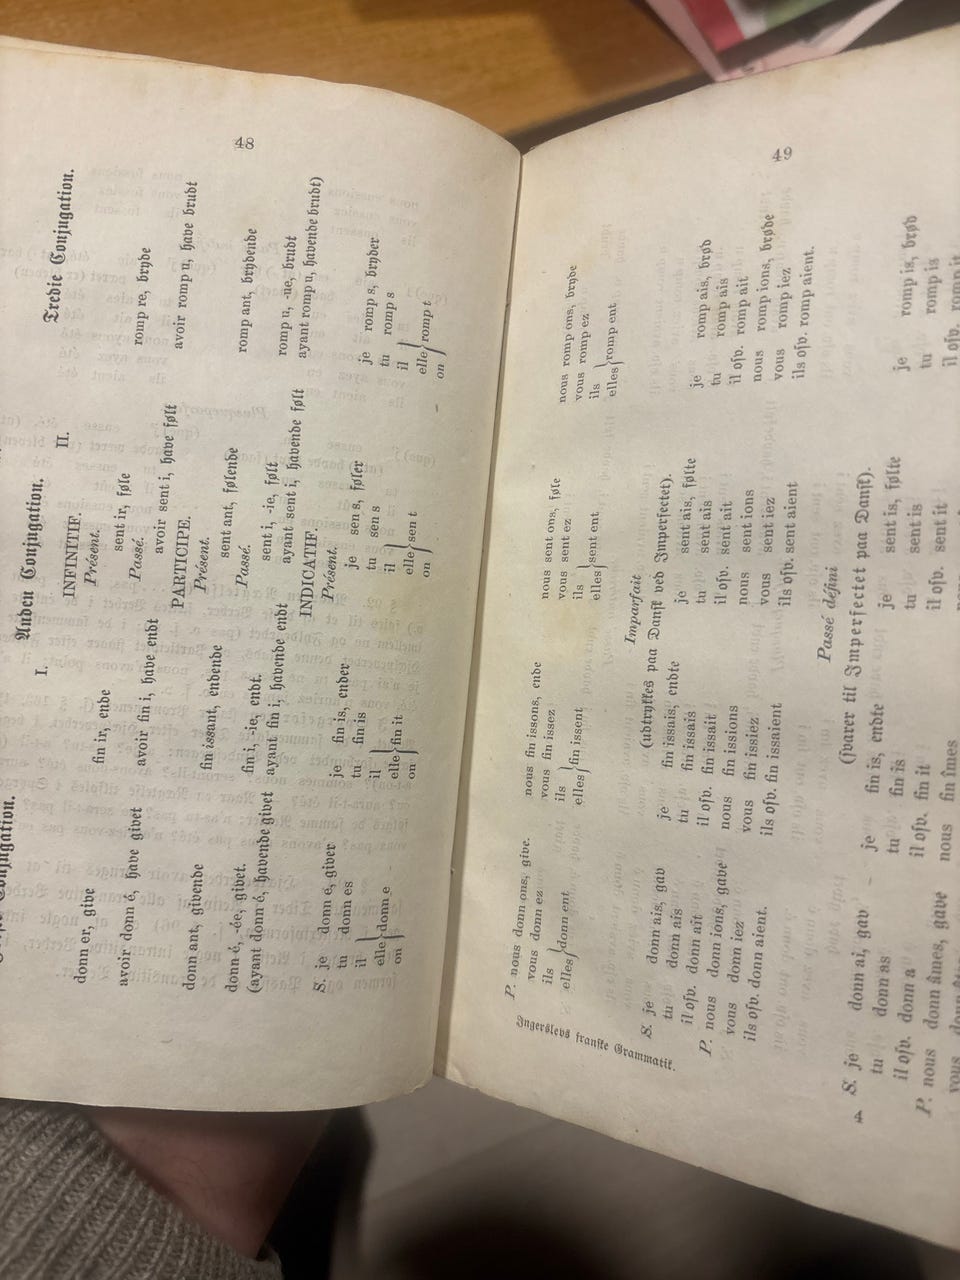 48
Conjugation.
Anden Conjugation.
Tredie Conjugation.
I.
II.
INFINITIF.
Présent.
donn er, give
fin ir, ende
sent ir, føle
romp re, bryde
Passé.
avoir donn é, have givet
avoir fin i, have endt
avoir sent i, have følt
avoir romp u, have brudt
PARTICIPE.
Présent.
donn ant, givende
fin issant, endende
sent ant, følende
romp ant, brydende
Passé.
donn é, -ée, givet.
fin i, -ie, endt.
sent i, -ie, følt
romp u, -ue, brudt
(ayant donn é, havende givet
ayant fin i, havende endt
ayant sent i, havende følt
ayant romp u, havende brudt)
INDICATIF.
Présent.
S. je donn e, giver
je fin is, ender
je sen s, føler
je romp s, bryder
tu donn es
tu fin is
tu sen s
tu romp s
il
il
il
il
elle } donn e
elle } fin it
elle } sen t
elle } romp t
on
on
on
on
49
P. nous donn ons, give.
nous fin issons, ende
nous sent ons, føle
nous romp ons, bryde
vous donn ez
vous fin issez
vous sent ez
vous romp ez
ils
ils
ils
ils
elles } donn ent
elles } fin issent
elles } sent ent
elles } romp ent
Imparfait
(udtrykkes paa Dansk ved Imperfectet).
S. je donn ais, gav
je fin issais, endte
je sent ais, følte
je romp ais, brød
tu donn ais
tu fin issais
tu sent ais
tu romp ais
il osv. donn ait
il osv. fin issait
il osv. sent ait
il osv. romp ait
P. nous donn ions, gave
nous fin issions
nous sent ions
nous romp ions, brøde
vous donn iez
vous fin issiez
vous sent iez
vous romp iez
ils osv. donn aient.
ils osv. fin issaient
ils osv. sent aient
ils osv. romp aient.
Passé défini
(svarer til Imperfectet paa Dansk).
S. je donn ai, gav
je fin is, endte
je sent is, følte
je romp is, brød
tu donn as
tu fin is
tu sent is
tu romp is
il osv. donn a
il osv. fin it
il osv. sent it
il osv. romp it
P. nous donn âmes, gave
nous fin îmes
vous
Ingerslevs franske Grammatik.
4